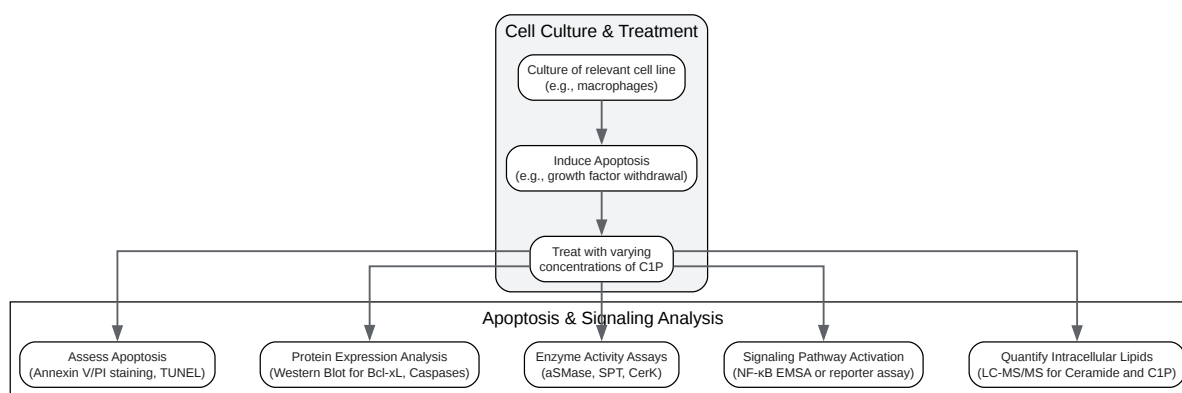 Cell Culture & Treatment
Culture of relevant cell line
(e.g., macrophages)
Induce Apoptosis
(e.g., growth factor withdrawal)
Treat with varying
concentrations of C1P
Apoptosis & Signaling Analysis
Assess Apoptosis
(Annexin V/PI staining, TUNEL)
Protein Expression Analysis
(Western Blot for Bcl-xL, Caspases)
Enzyme Activity Assays
(aSMase, SPT, CerK)
Signaling Pathway Activation
(NF-κB EMSA or reporter assay)
Quantify Intracellular Lipids
(LC-MS/MS for Ceramide and C1P)